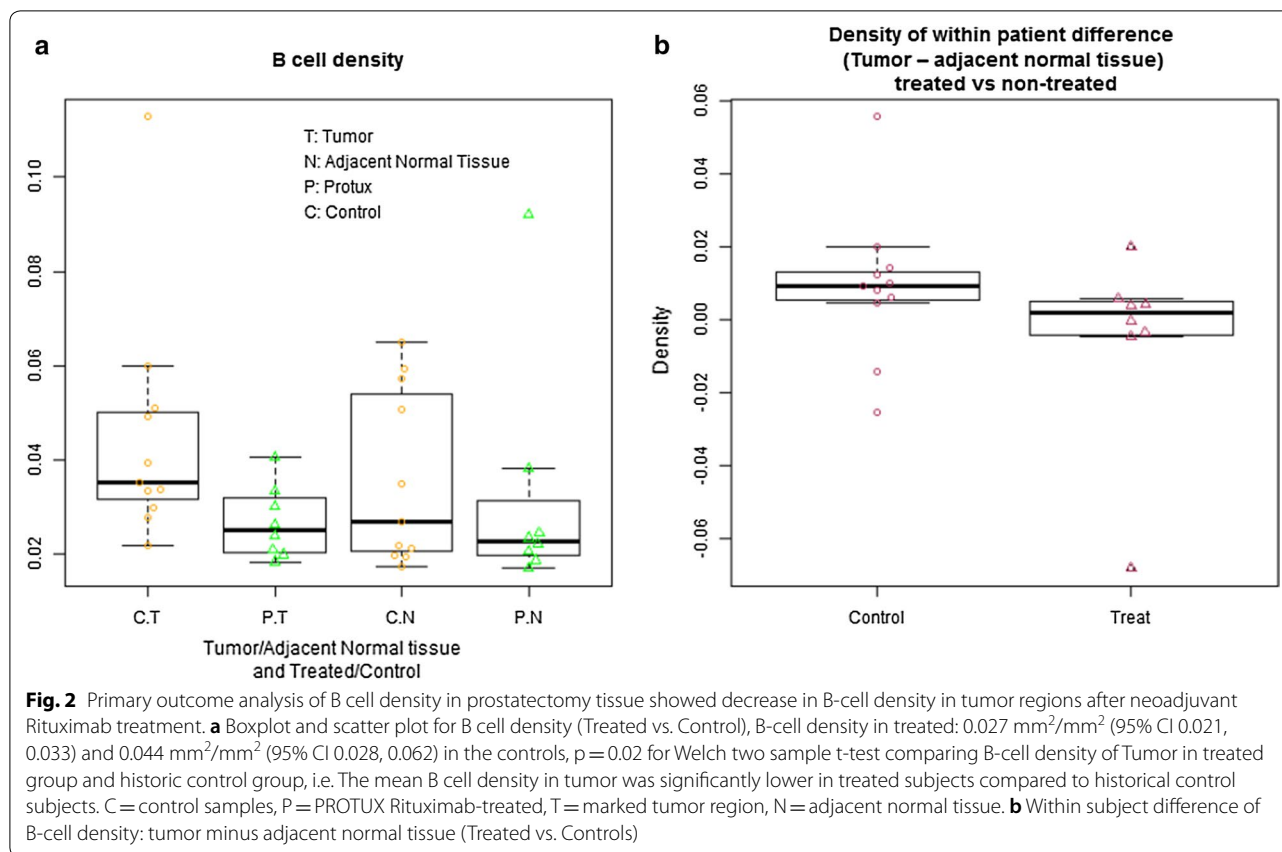 a
B cell density
T: Tumor
N: Adjacent Normal Tissue
P: Protux
C: Control
0.10
0.08
0.06
0.04
0.02
C.T
P.T
C.N
P.N
Tumor/Adjacent Normal tissue
and Treated/Control
b
Density of within patient difference
(Tumor – adjacent normal tissue)
treated vs non-treated
Density
0.06
0.04
0.02
0.00
-0.02
-0.04
-0.06
Control
Treat
Fig. 2 Primary outcome analysis of B cell density in prostatectomy tissue showed decrease in B-cell density in tumor regions after neoadjuvant
Rituximab treatment. a Boxplot and scatter plot for B cell density (Treated vs. Control), B-cell density in treated: 0.027 mm²/mm² (95% CI 0.021,
0.033) and 0.044 mm²/mm² (95% CI 0.028, 0.062) in the controls, p = 0.02 for Welch two sample t-test comparing B-cell density of Tumor in treated
group and historic control group, i.e. The mean B cell density in tumor was significantly lower in treated subjects compared to historical control
subjects. C = control samples, P = PROTUX Rituximab-treated, T = marked tumor region, N = adjacent normal tissue. b Within subject difference of
B-cell density: tumor minus adjacent normal tissue (Treated vs. Controls)